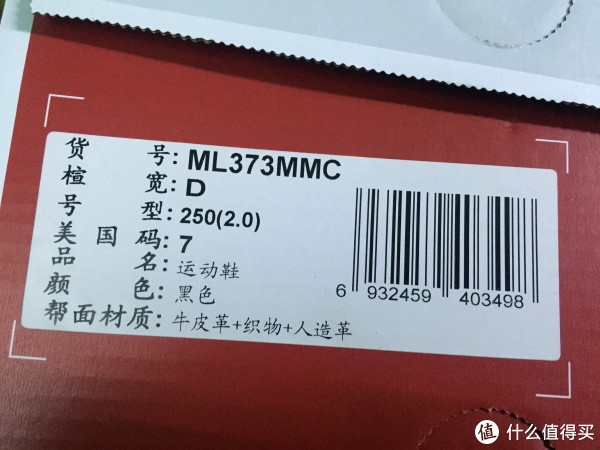 货 号: ML373MMC
楦 宽: D
号 型: 250(2.0)
美 国 码: 7
品 名: 运动鞋
颜 色: 黑色
帮面材质: 牛皮革+织物+人造革
6 932459 403498
值 什么值得买